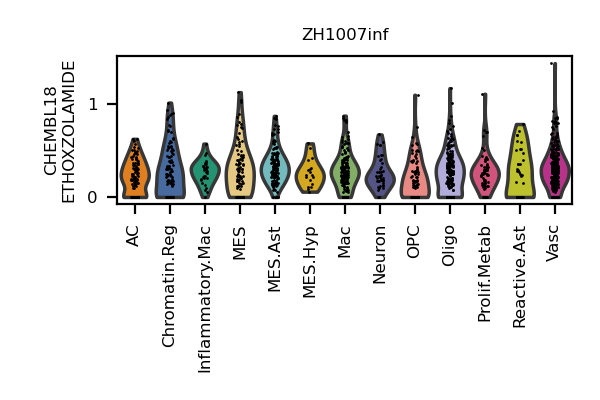 ZH1007inf
CHEMBL18
ETHOXZOLAMIDE
1
0
AC
Chromatin.Reg
Inflammatory.Mac
MES
MES.Ast
MES.Hyp
Mac
Neuron
OPC
Oligo
Prolif.Metab
Reactive.Ast
Vasc